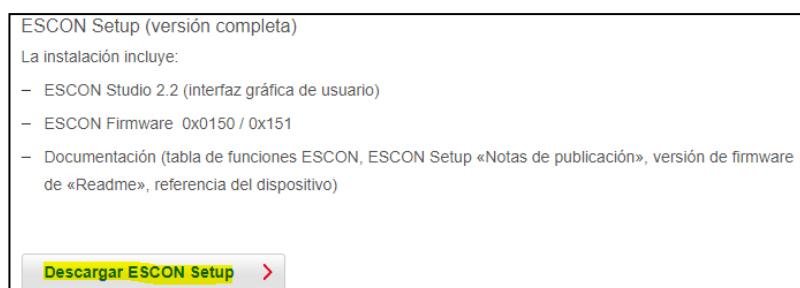 ESCON Setup (versión completa)
La instalación incluye:
– ESCON Studio 2.2 (interfaz gráfica de usuario)
– ESCON Firmware 0x0150 / 0x151
– Documentación (tabla de funciones ESCON, ESCON Setup «Notas de publicación», versión de firmware
de «Readme», referencia del dispositivo)
Descargar ESCON Setup